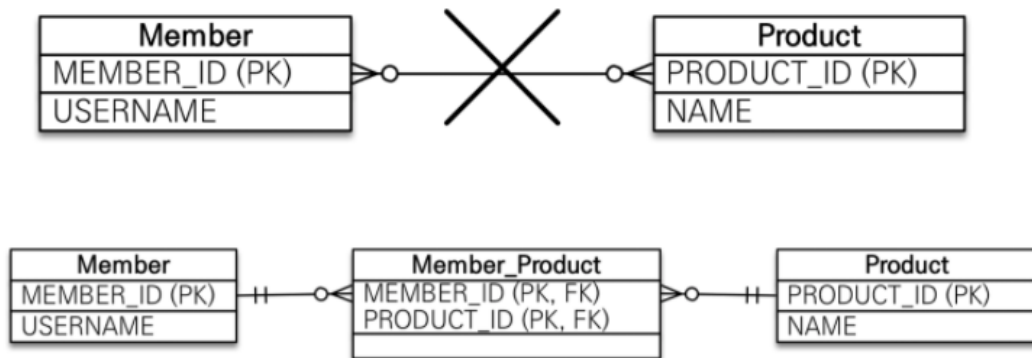 Member
MEMBER_ID (PK)
USERNAME
Product
PRODUCT_ID (PK)
NAME
Member
MEMBER_ID (PK)
USERNAME
Member_Product
MEMBER_ID (PK, FK)
PRODUCT_ID (PK, FK)
Product
PRODUCT_ID (PK)
NAME